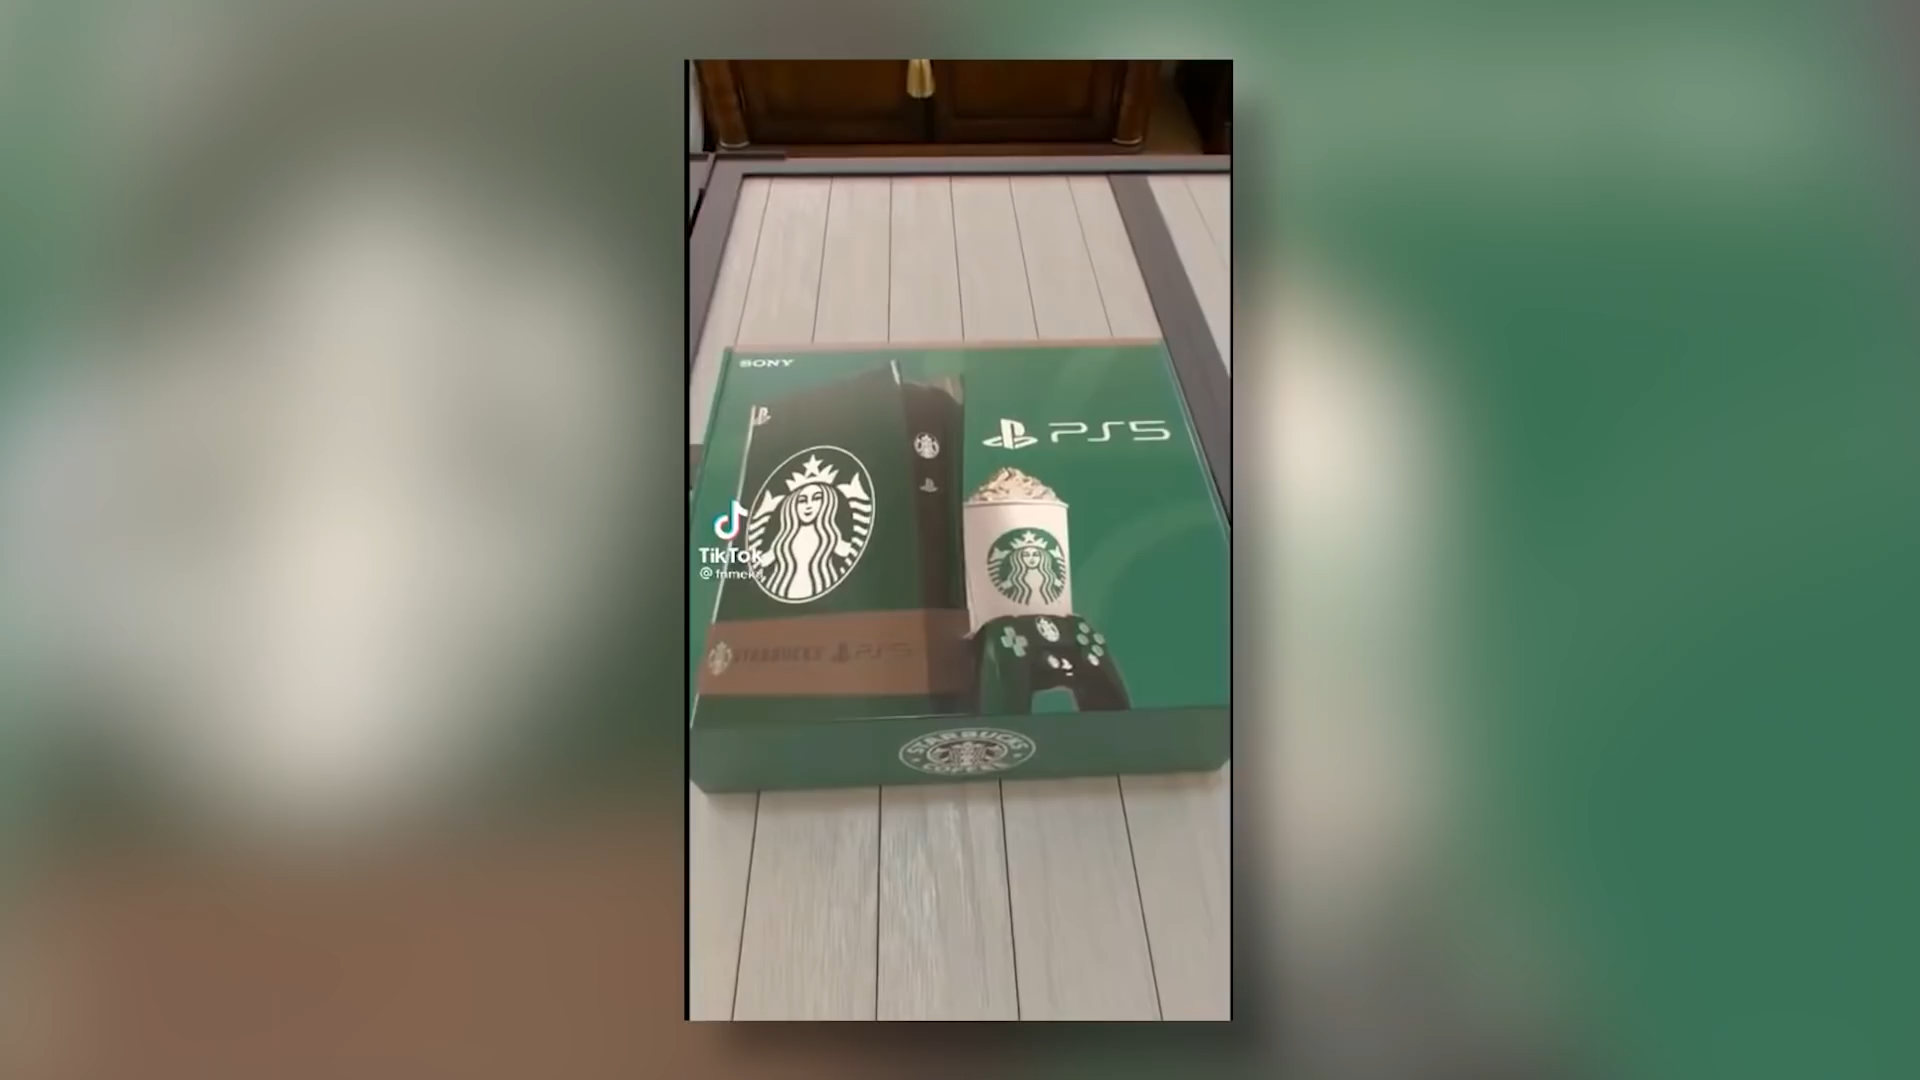 SONY
PS5
TikTok
STARBUCKS PS5
STARBUCKS
COFFEE